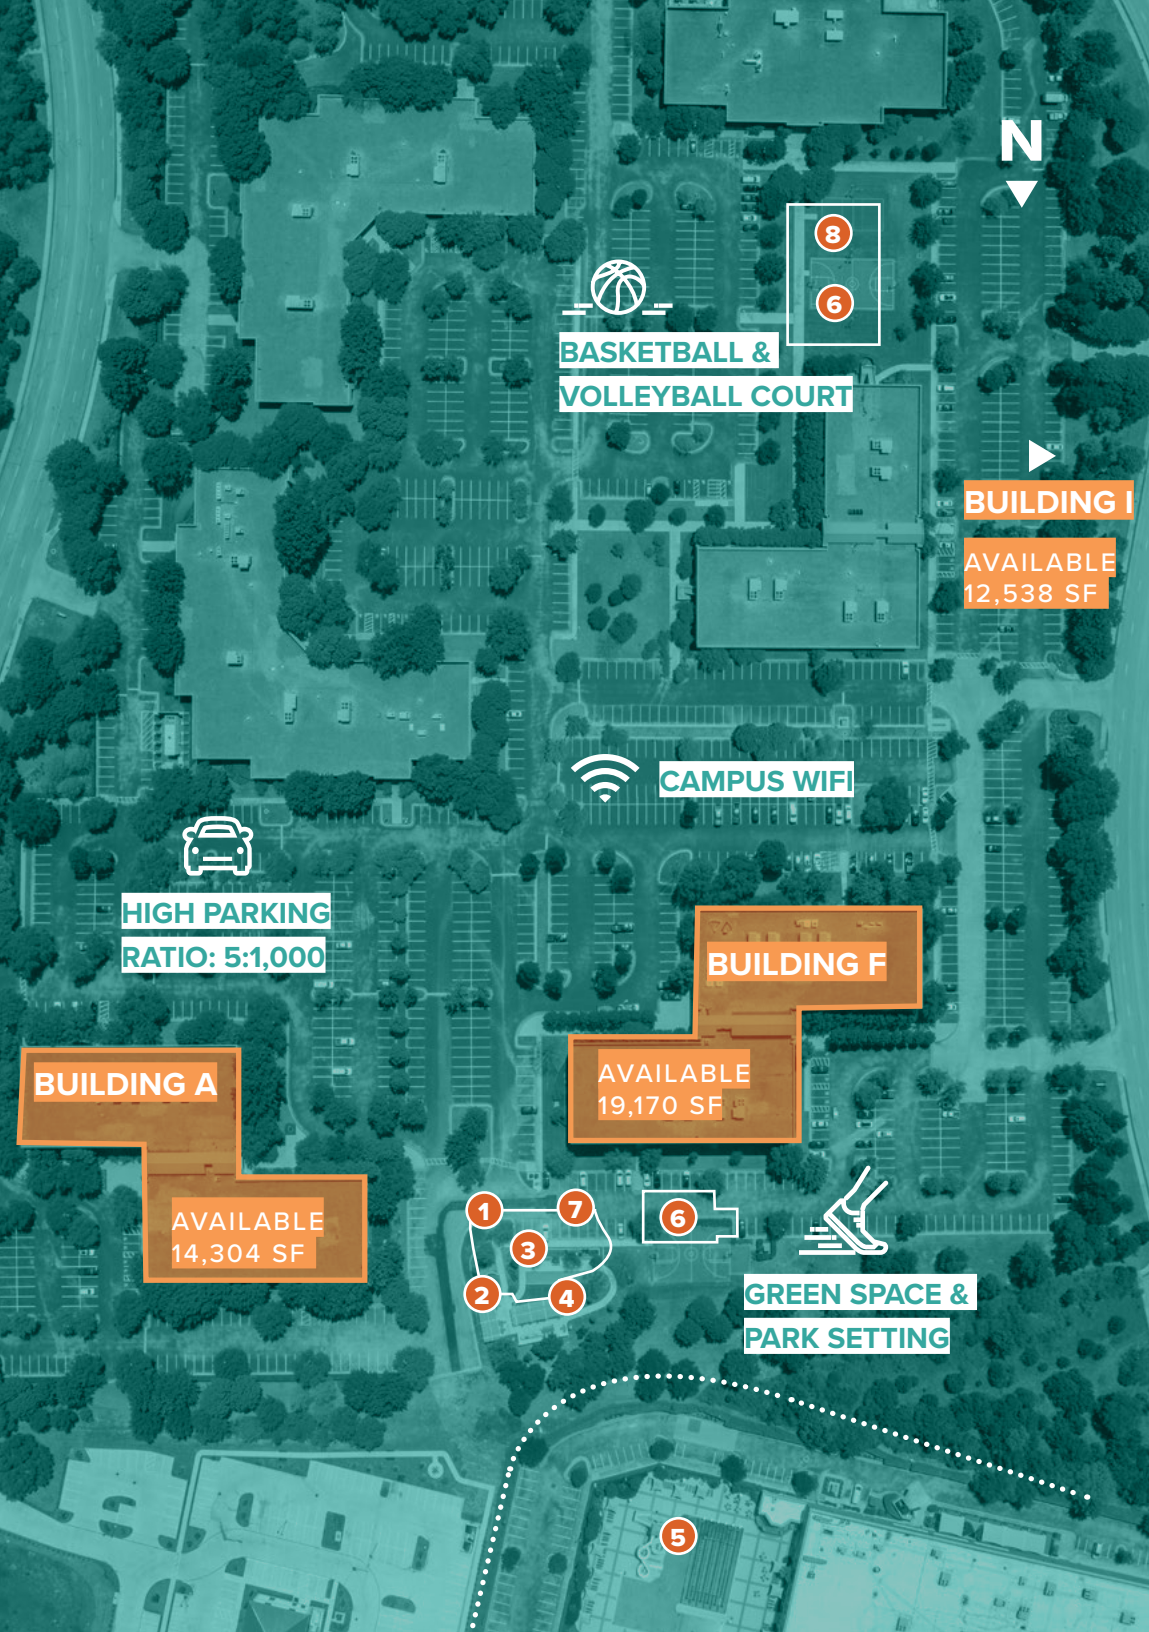 N
8
6
BASKETBALL &
VOLLEYBALL COURT
BUILDING I
AVAILABLE
12,538 SF
CAMPUS WIFI
HIGH PARKING
RATIO: 5:1,000
BUILDING F
AVAILABLE
19,170 SF
BUILDING A
AVAILABLE
14,304 SF
1
7
3
2
4
6
GREEN SPACE &
PARK SETTING
5